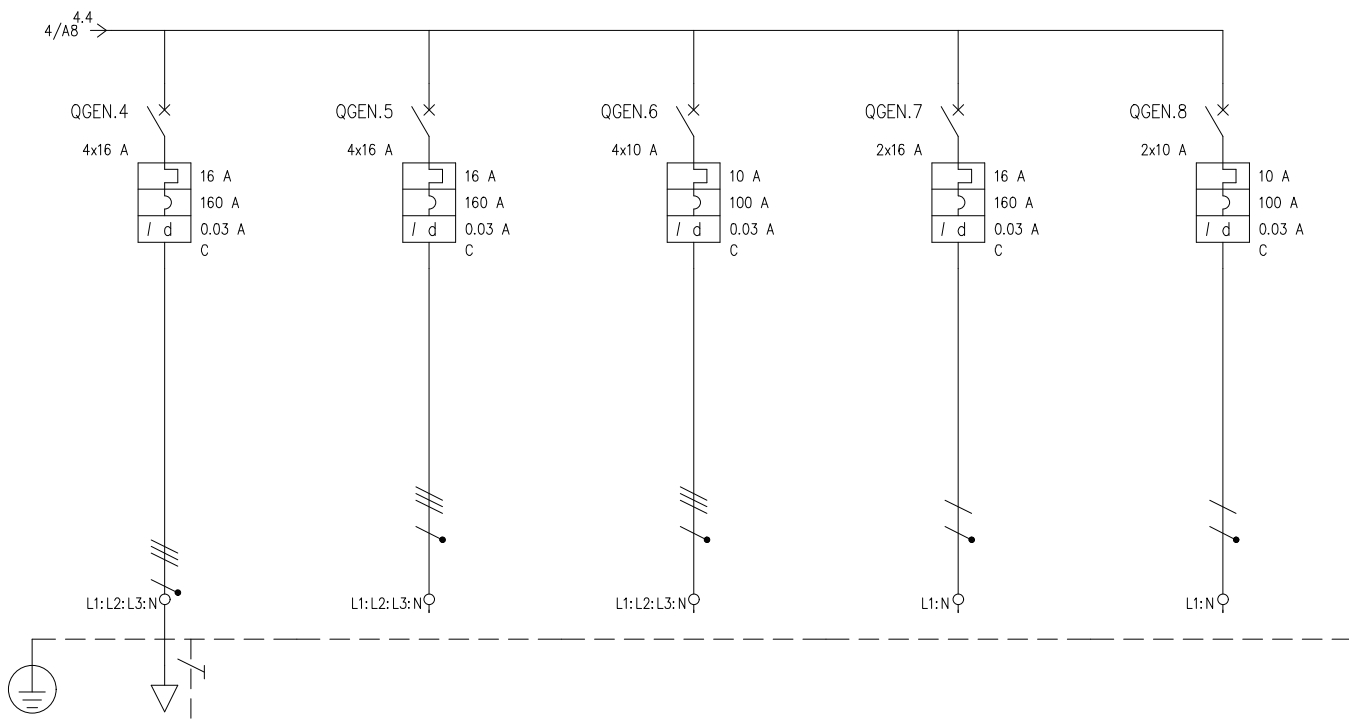 4.4
4/A8
QGEN.4 QGEN.5 QGEN.6 QGEN.7 QGEN.8
4x16 A 4x16 A 4x10 A 2x16 A 2x10 A
16 A 16 A 10 A 16 A 10 A
160 A 160 A 100 A 160 A 100 A
I d 0.03 A I d 0.03 A I d 0.03 A I d 0.03 A I d 0.03 A
C C C C C
L1:L2:L3:N L1:L2:L3:N L1:L2:L3:N L1:N L1:N